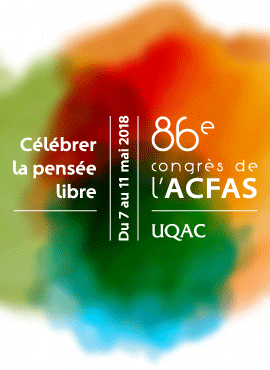 Célébrer
la pensée
libre
Du 7 au 11 mai 2018
86e
congrès de
l'ACFAS
UQAC